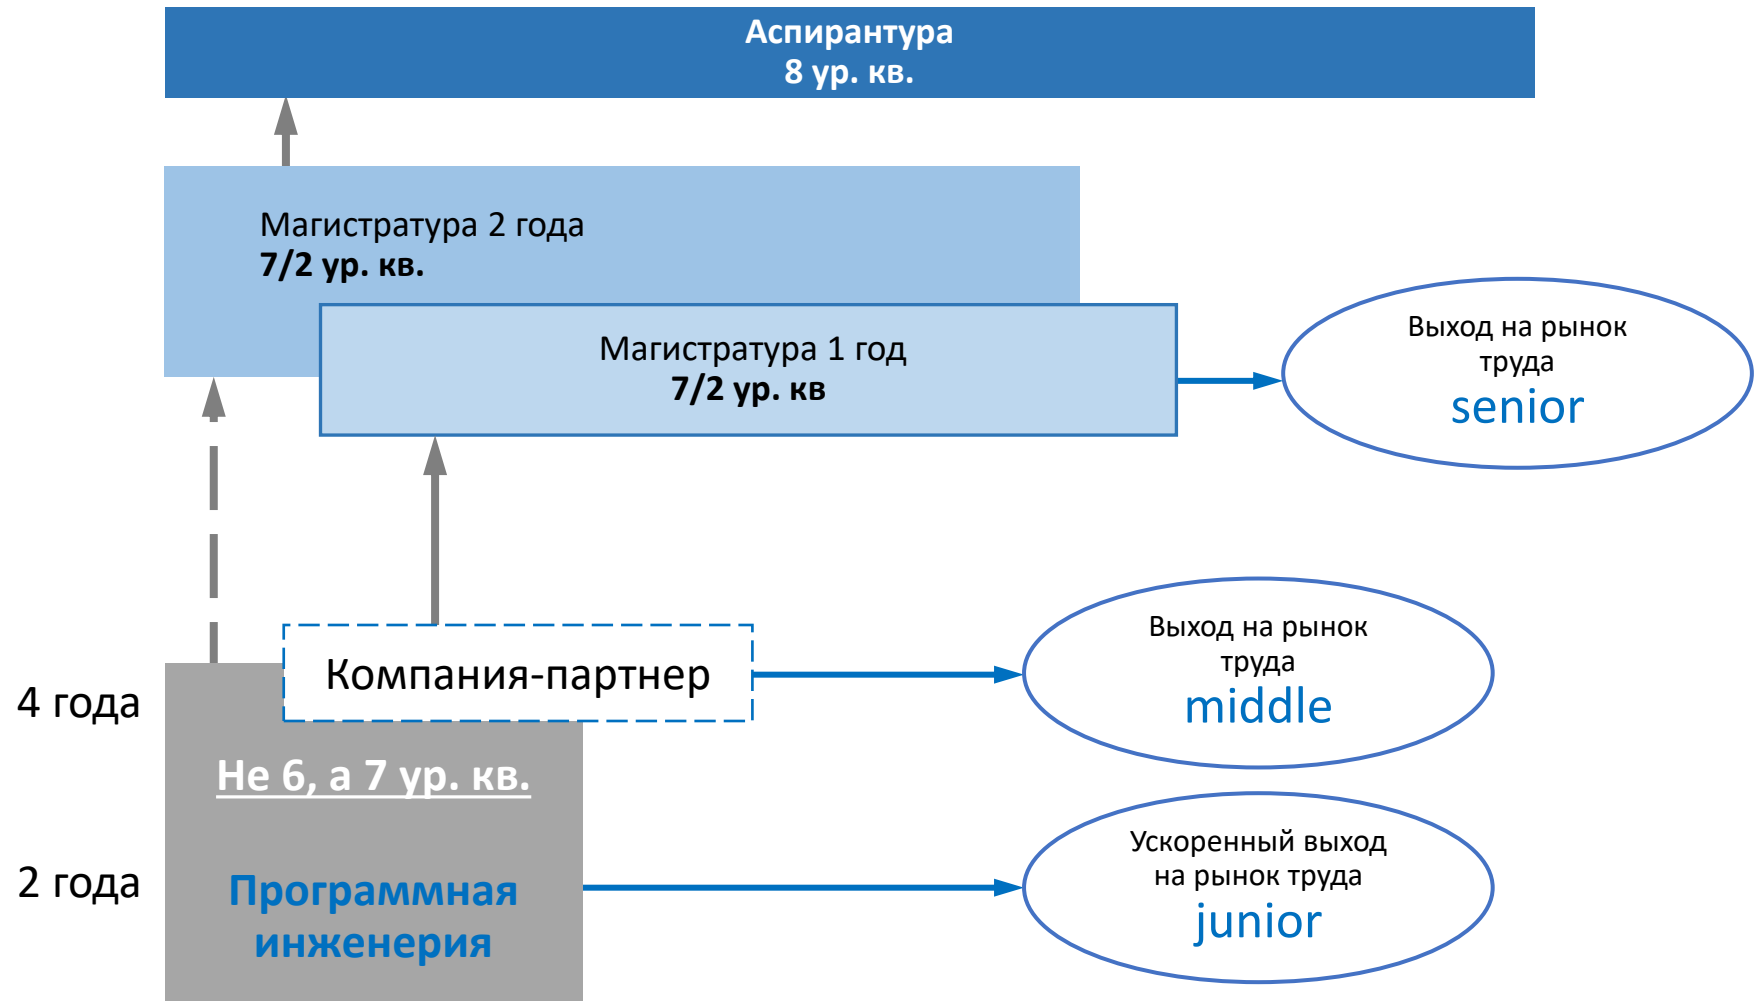 Аспирантура
8 ур. кв.
Магистратура 2 года
7/2 ур. кв.
Магистратура 1 год
7/2 ур. кв
Выход на рынок
труда
senior
Компания-партнер
Выход на рынок
труда
middle
4 года
Не 6, а 7 ур. кв.
2 года
Программная
инженерия
Ускоренный выход
на рынок труда
junior